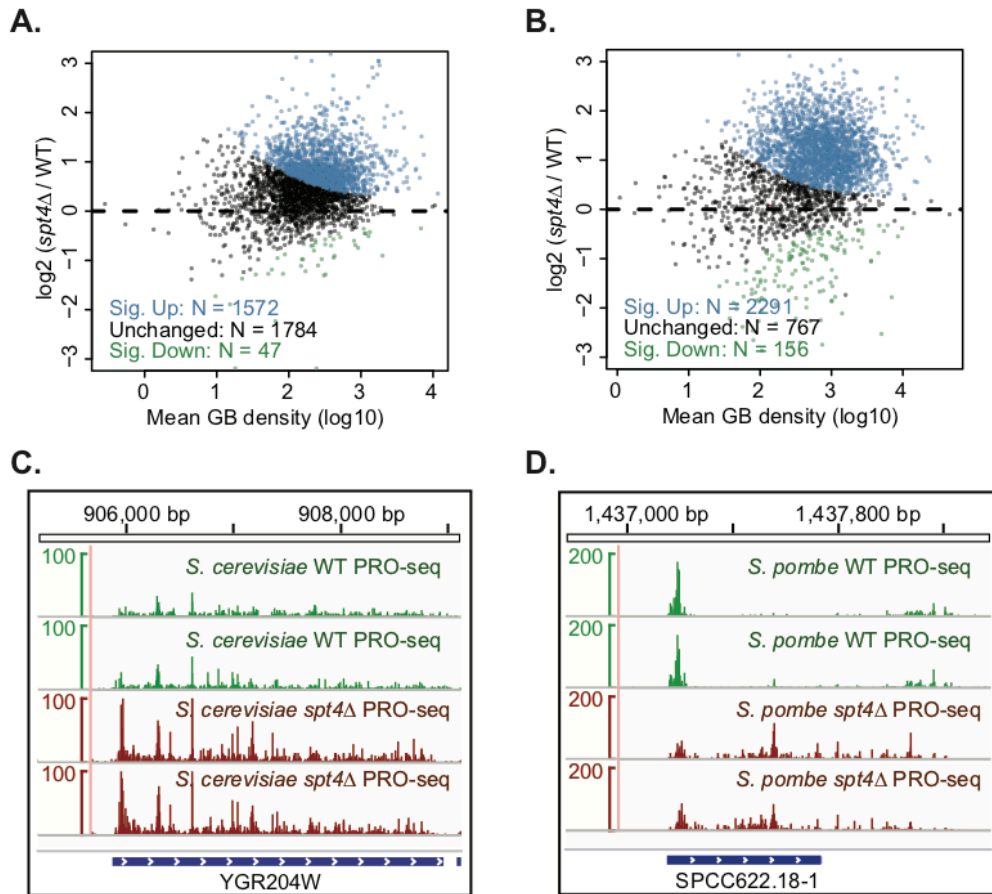 A.
3
2
1
0
−1
−2
−3
log2 (spt4Δ / WT)
Sig. Up: N = 1572
Unchanged: N = 1784
Sig. Down: N = 47
0 1 2 3 4
Mean GB density (log10)
B.
3
2
1
0
−1
−2
−3
log2 (spt4Δ / WT)
Sig. Up: N = 2291
Unchanged: N = 767
Sig. Down: N = 156
0 1 2 3 4
Mean GB density (log10)
C.
906,000 bp 908,000 bp
100
S. cerevisiae WT PRO-seq
100
S. cerevisiae WT PRO-seq
100
S. cerevisiae spt4Δ PRO-seq
100
S. cerevisiae spt4Δ PRO-seq
YGR204W
D.
1,437,000 bp 1,437,800 bp
200
S. pombe WT PRO-seq
200
S. pombe WT PRO-seq
200
S. pombe spt4Δ PRO-seq
200
S. pombe spt4Δ PRO-seq
SPCC622.18-1